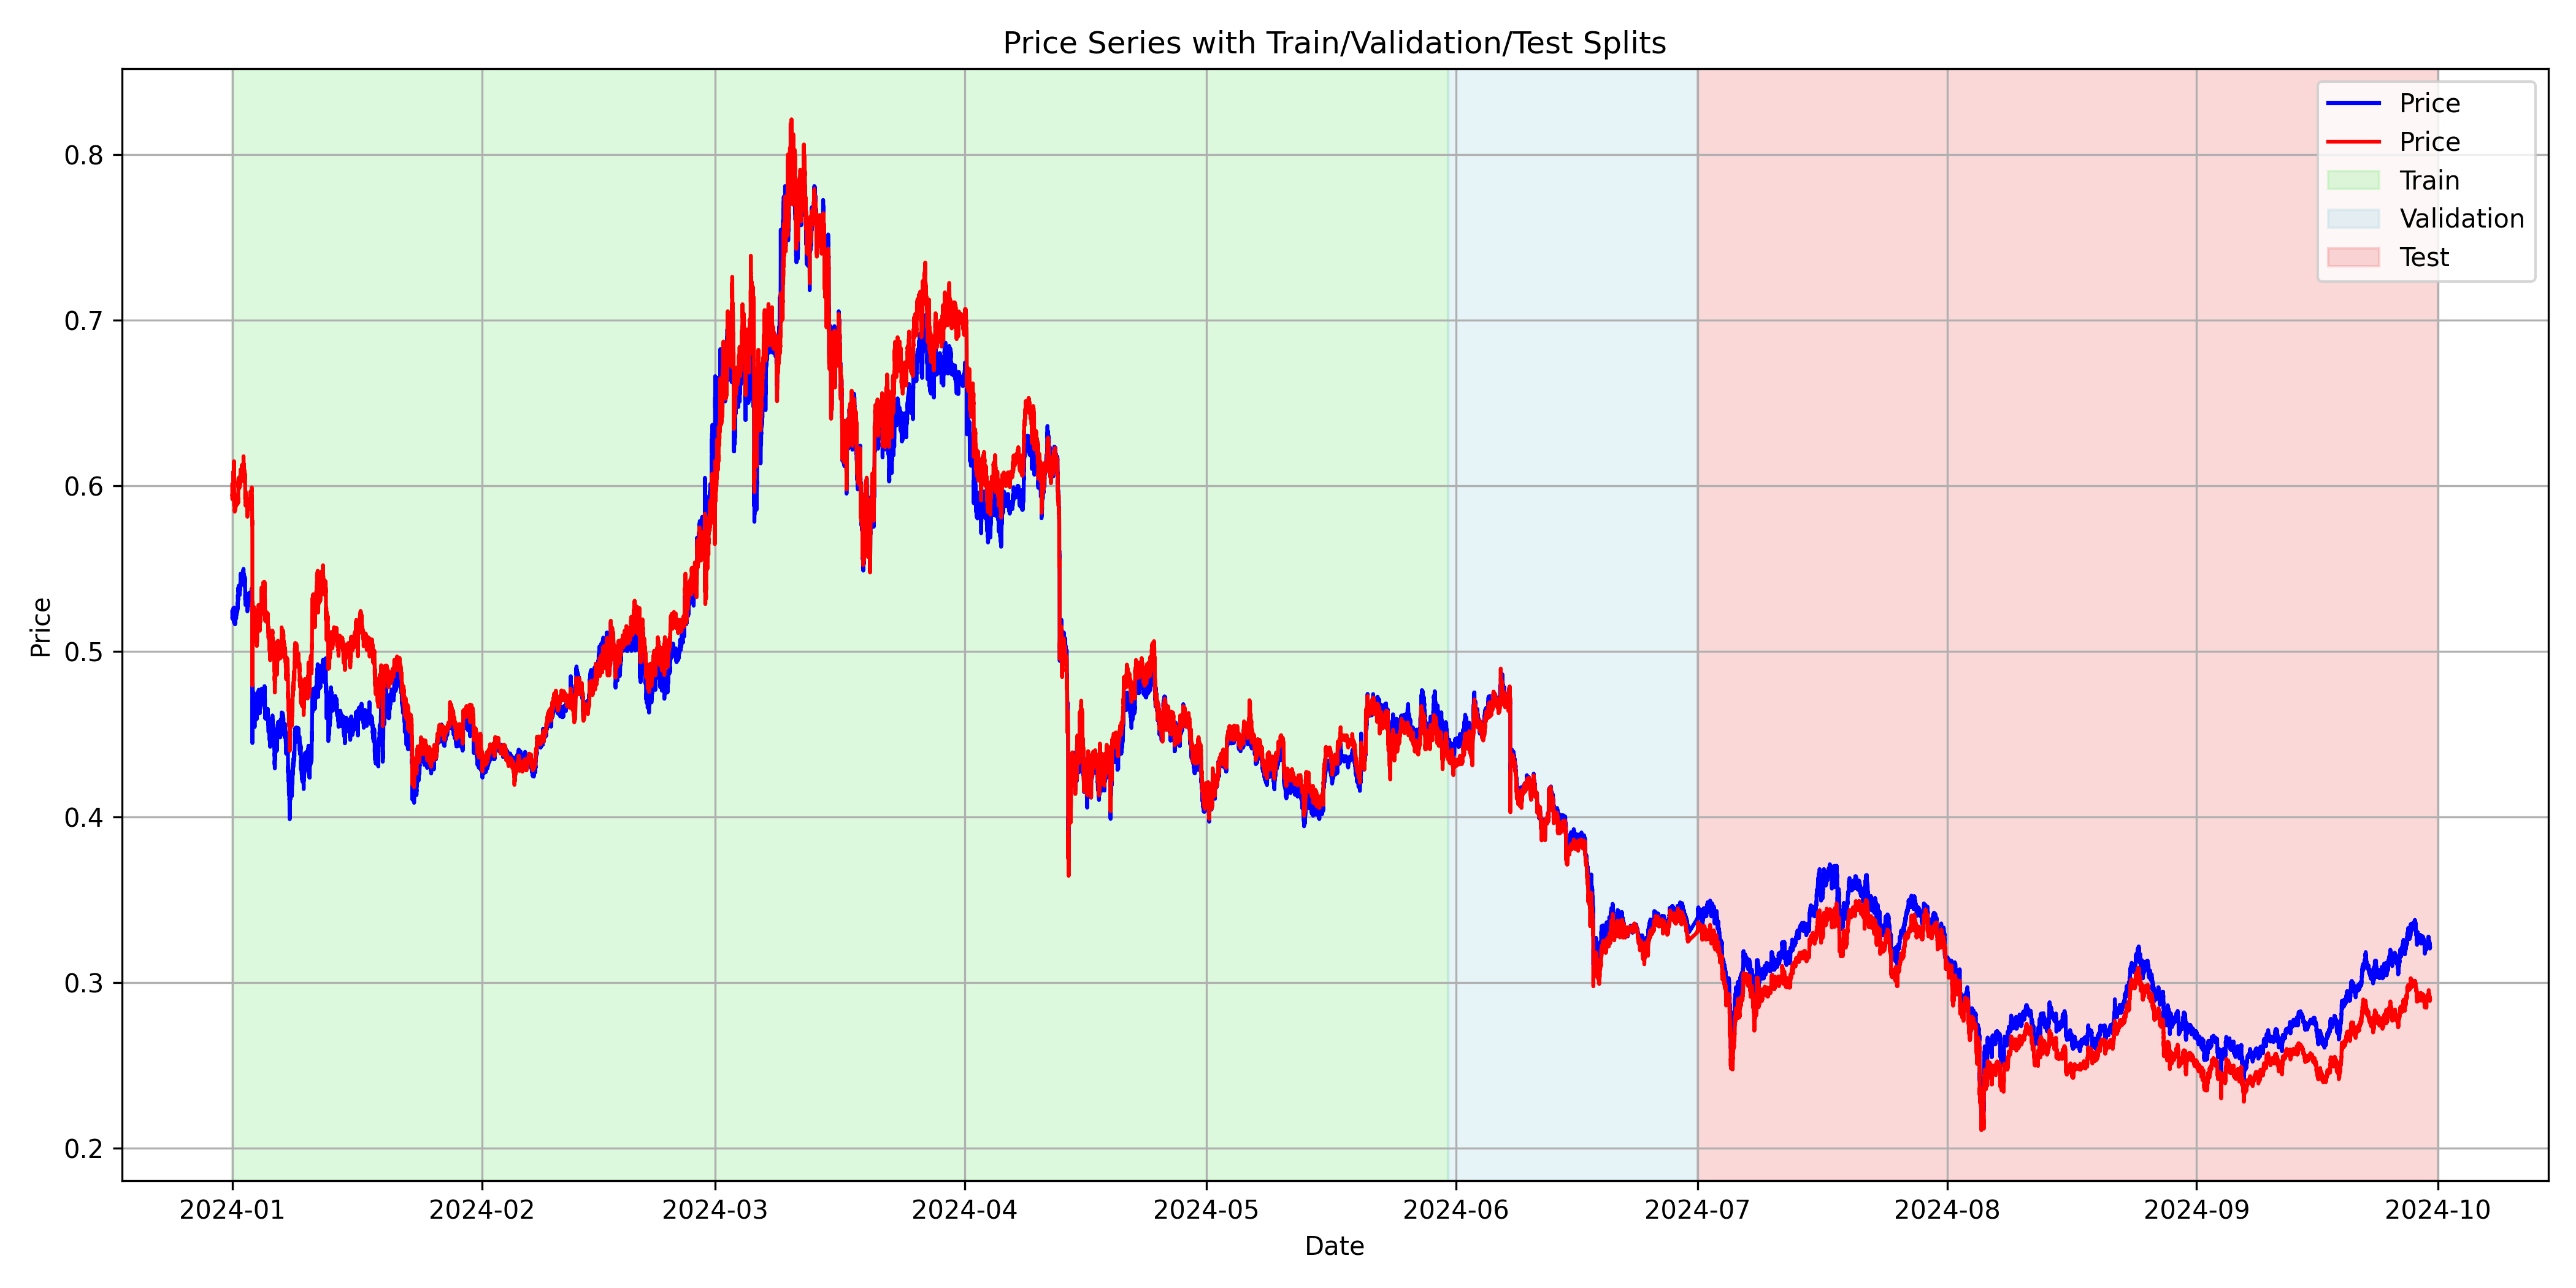 Price Series with Train/Validation/Test Splits
Price
Price
Train
Validation
Test
0.8
0.7
0.6
0.5
0.4
0.3
0.2
Price
2024-01 2024-02 2024-03 2024-04 2024-05 2024-06 2024-07 2024-08 2024-09 2024-10
Date